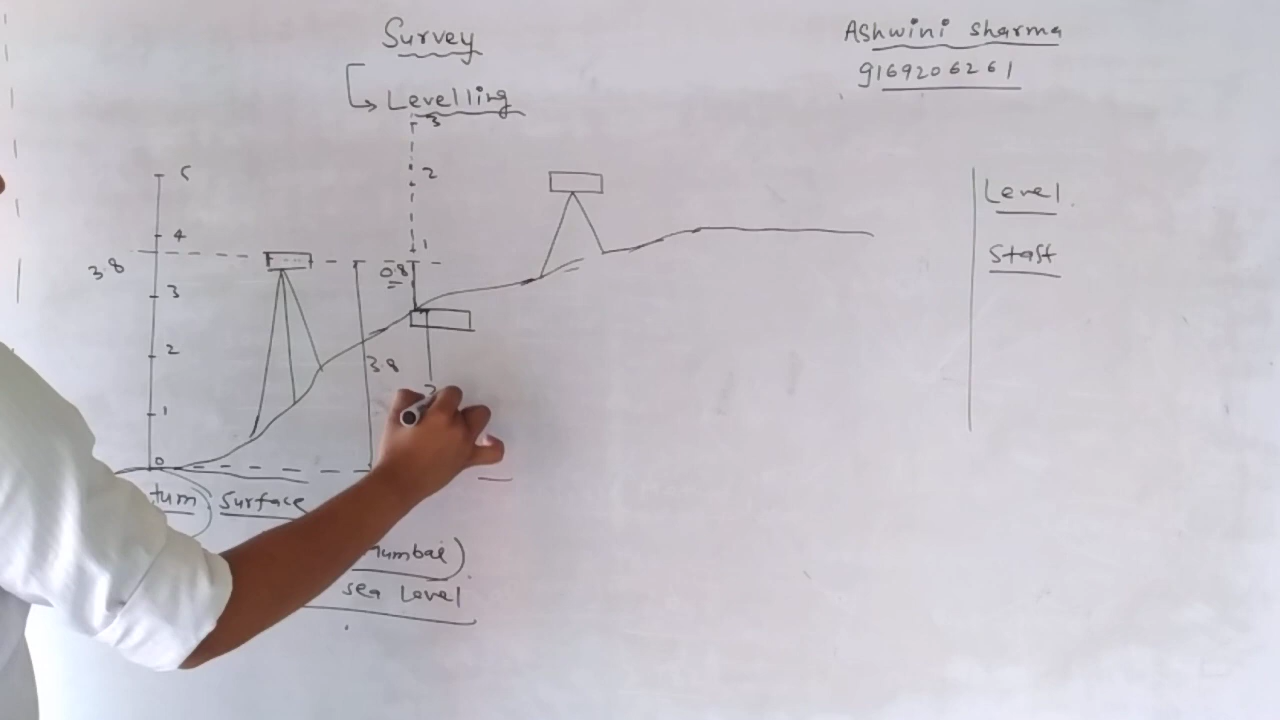 Survey
Levelling
Ashwini Sharma
9169206261
3
2
1
0.8
5
4
3.8
3
2
1
0
3.8
Level
Staff
tum Surface
Mumbai)
sea Level